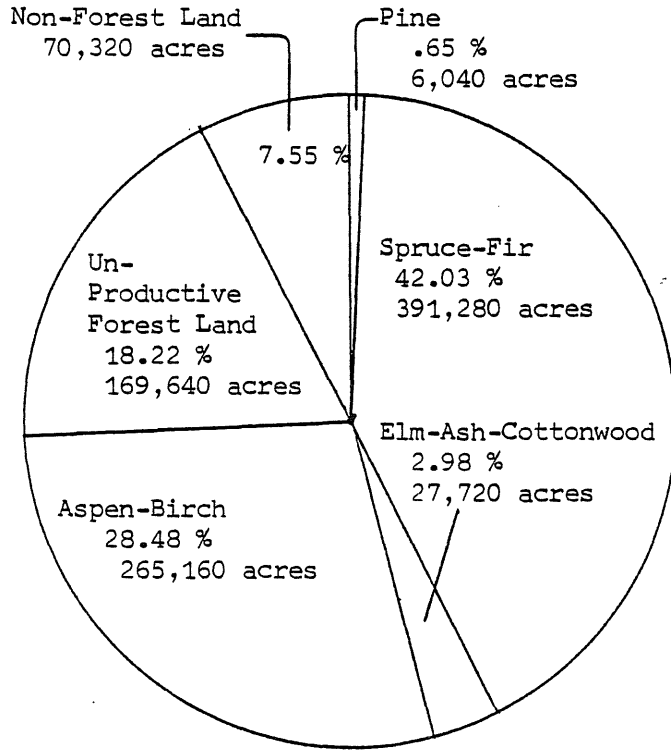 Non-Forest Land
70,320 acres
7.55 %
Pine
.65 %
6,040 acres
Spruce-Fir
42.03 %
391,280 acres
Elm-Ash-Cottonwood
2.98 %
27,720 acres
Aspen-Birch
28.48 %
265,160 acres
Un-
Productive
Forest Land
18.22 %
169,640 acres